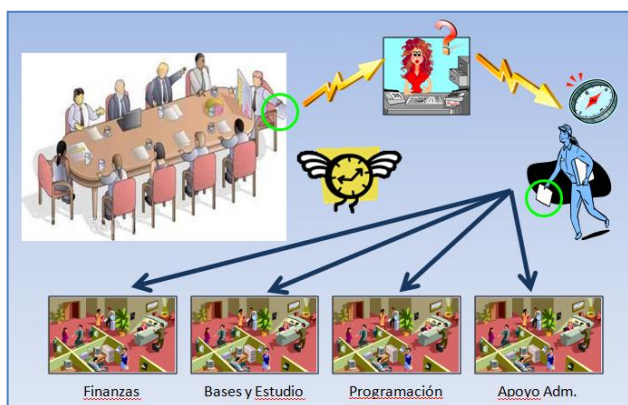 ?
Finanzas
Bases y Estudio
Programación
Apoyo Adm.